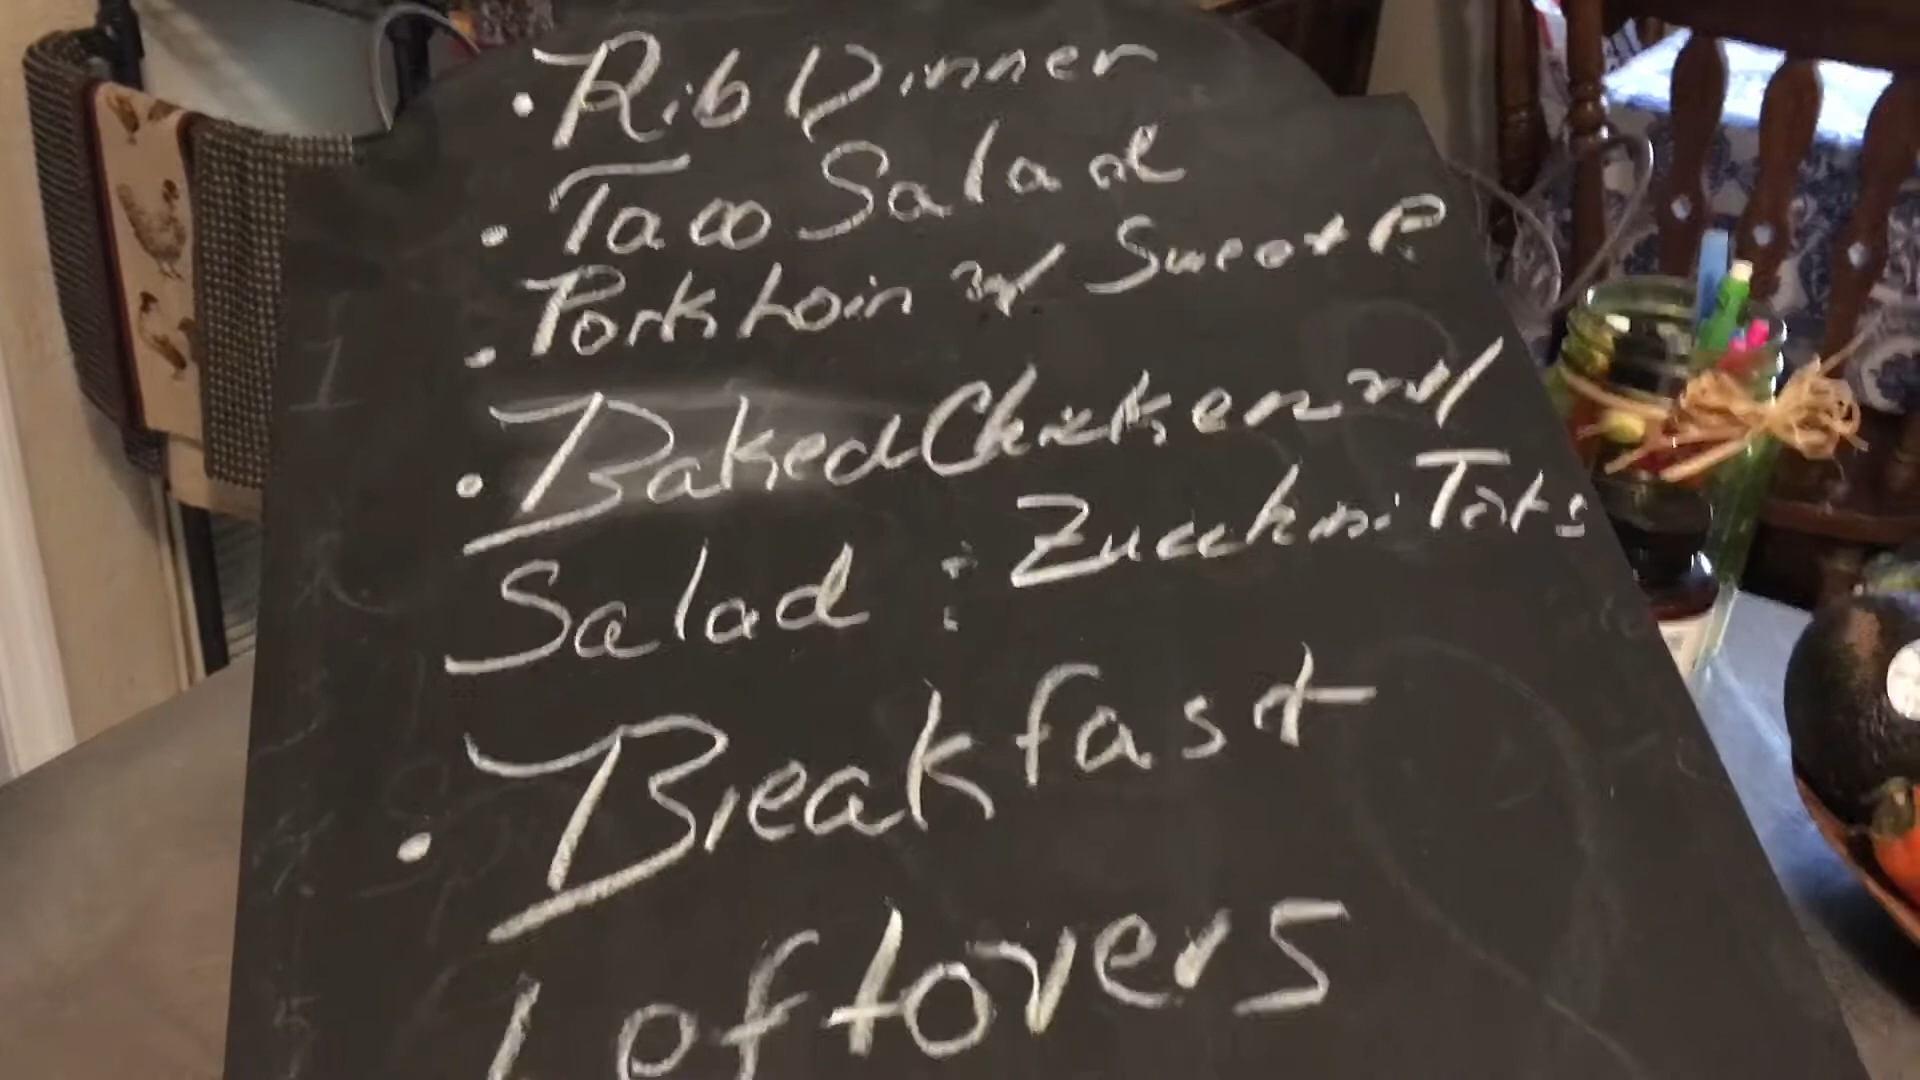 · Rib Dinner
· Taco Salad
· Pork Loin w/ Sweet P.
· Baked Chicken w/
Salad : Zucchini Tots
· Breakfast
Leftovers